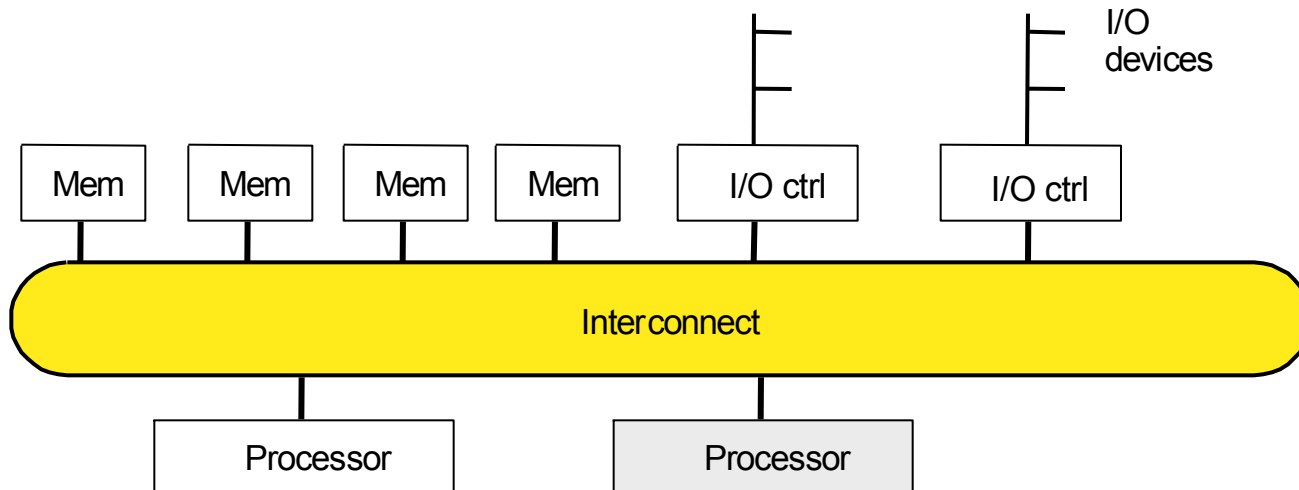 I/O
devices
Mem
Mem
Mem
Mem
I/O ctrl
I/O ctrl
Interconnect
Processor
Processor